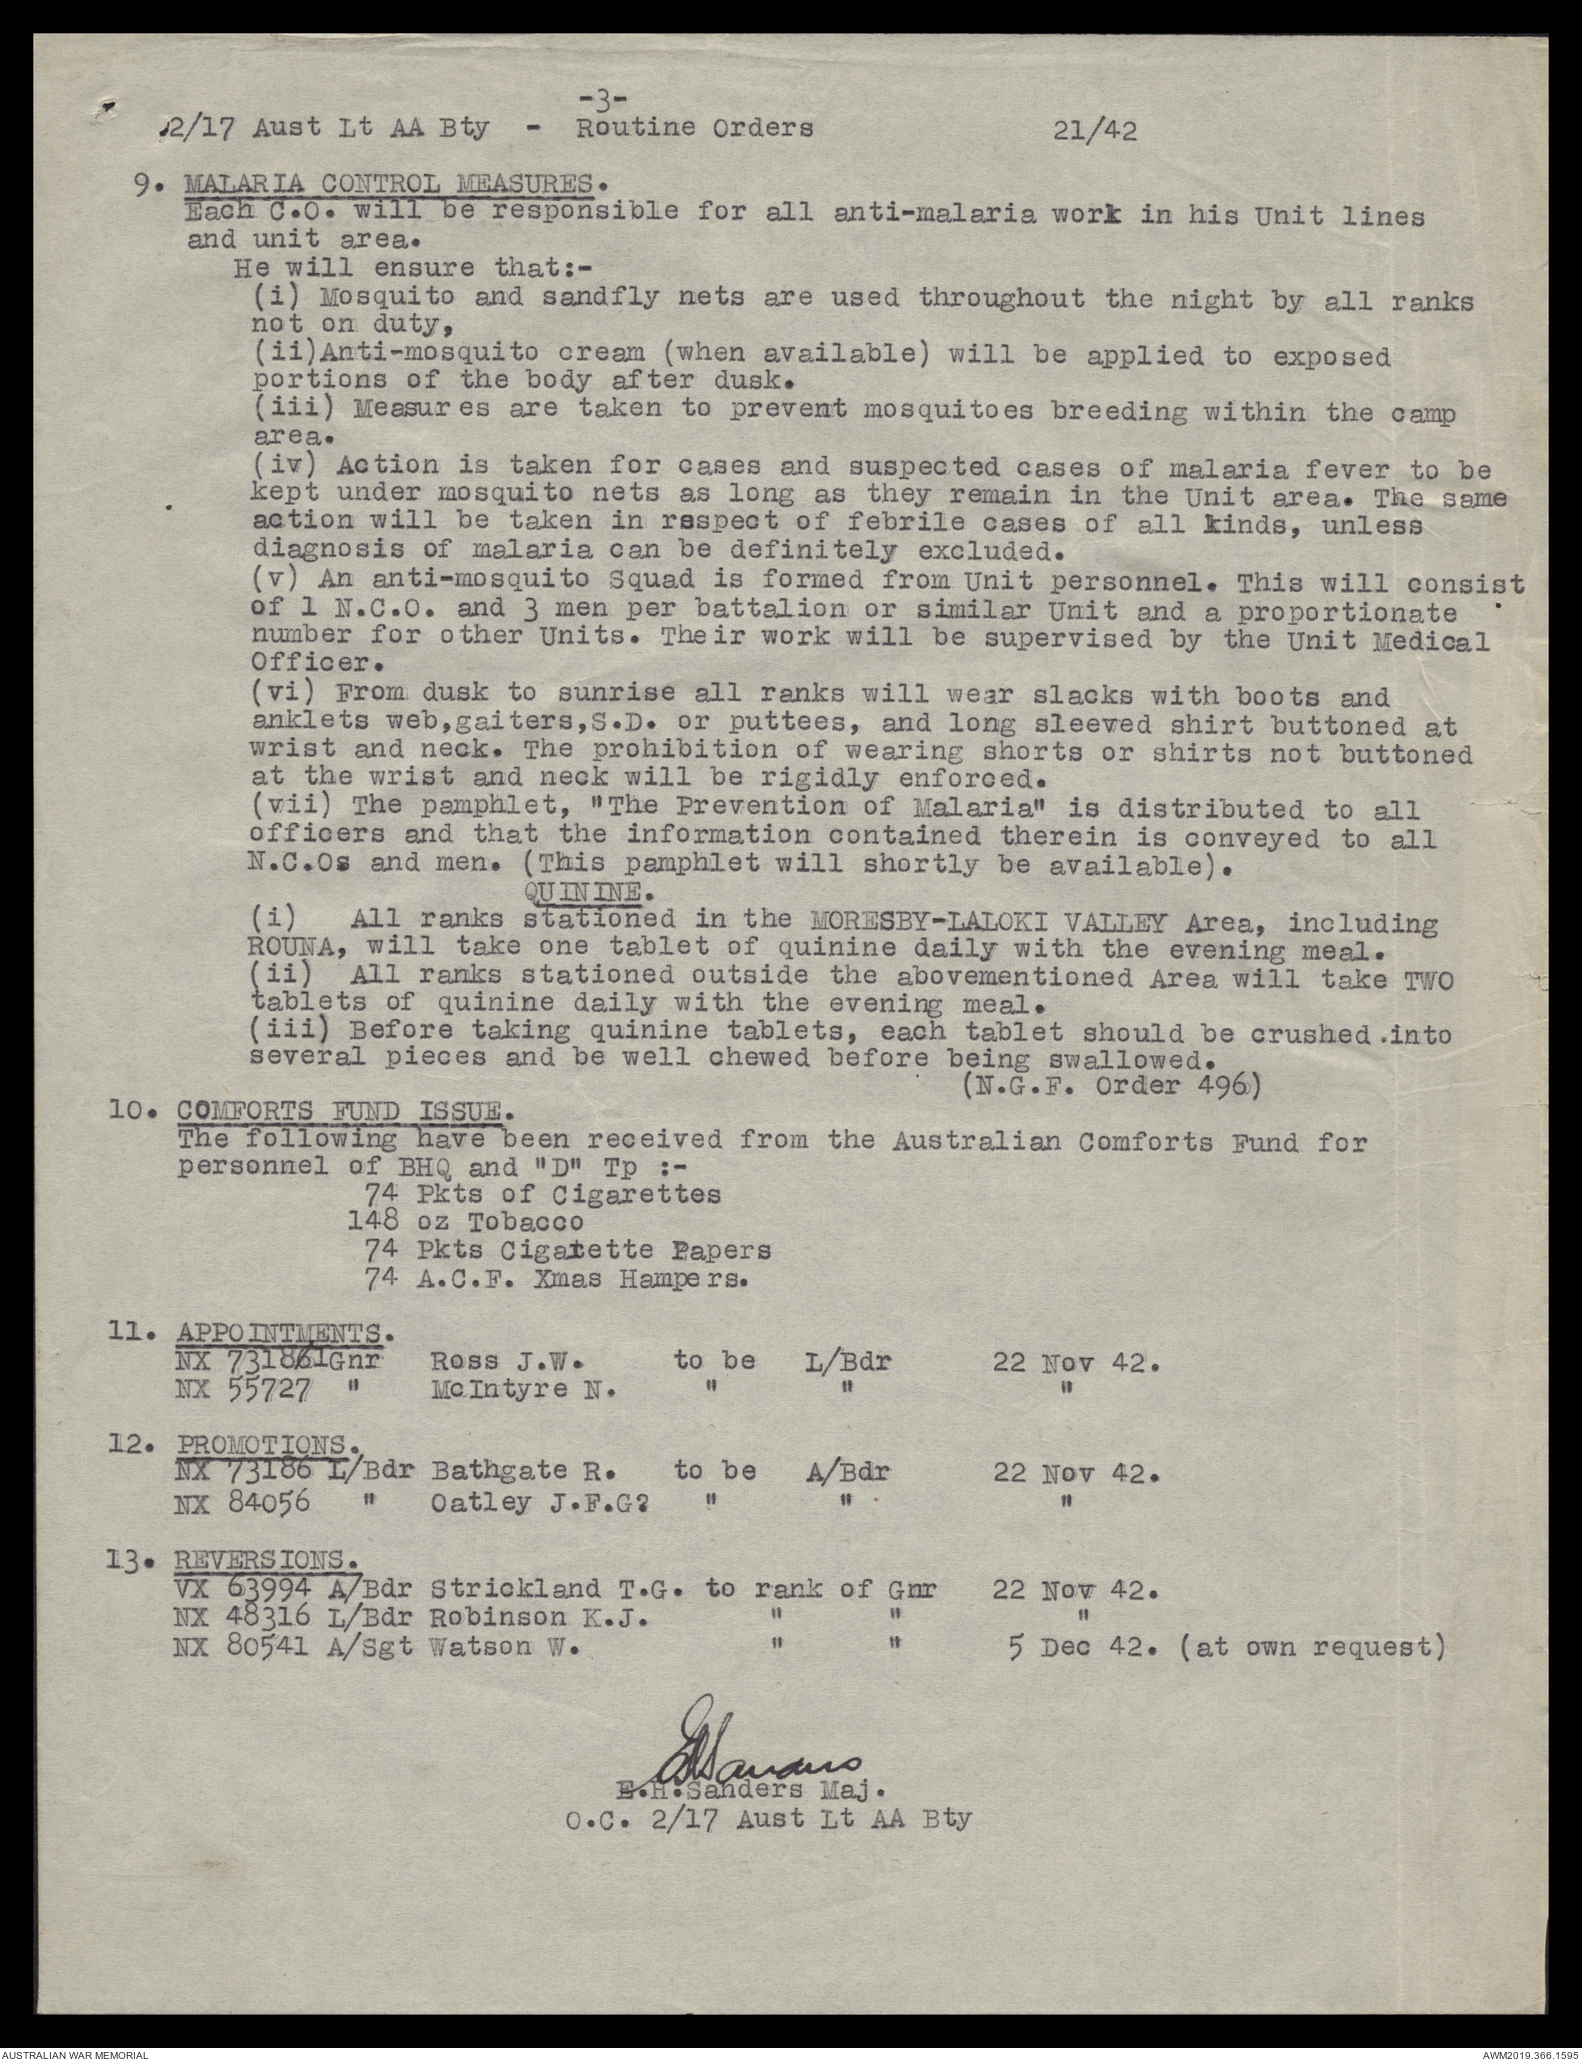 -3-
2/17 Aust Lt AA Bty - Routine Orders 21/42
9. MALARIA CONTROL MEASURES.
Each C.O. will be responsible for all anti-malaria work in his Unit lines
and unit area.
He will ensure that:-
(i) Mosquito and sandfly nets are used throughout the night by all ranks
not on duty,
(ii)Anti-mosquito cream (when available) will be applied to exposed
portions of the body after dusk.
(iii) Measures are taken to prevent mosquitoes breeding within the camp
area.
(iv) Action is taken for cases and suspected cases of malaria fever to be
kept under mosquito nets as long as they remain in the Unit area. The same
action will be taken in respect of febrile cases of all kinds, unless
diagnosis of malaria can be definitely excluded.
(v) An anti-mosquito Squad is formed from Unit personnel. This will consist
of 1 N.C.O. and 3 men per battalion or similar Unit and a proportionate
number for other Units. Their work will be supervised by the Unit Medical
Officer.
(vi) From dusk to sunrise all ranks will wear slacks with boots and
anklets web,gaiters,S.D. or puttees, and long sleeved shirt buttoned at
wrist and neck. The prohibition of wearing shorts or shirts not buttoned
at the wrist and neck will be rigidly enforced.
(vii) The pamphlet, "The Prevention of Malaria" is distributed to all
officers and that the information contained therein is conveyed to all
N.C.Os and men. (This pamphlet will shortly be available).
QUININE.
(i) All ranks stationed in the MORESBY-LALOKI VALLEY Area, including
ROUNA, will take one tablet of quinine daily with the evening meal.
(ii) All ranks stationed outside the abovementioned Area will take TWO
tablets of quinine daily with the evening meal.
(iii) Before taking quinine tablets, each tablet should be crushed .into
several pieces and be well chewed before being swallowed.
(N.G.F. Order 496)
10. COMFORTS FUND ISSUE.
The following have been received from the Australian Comforts Fund for
personnel of BHQ and "D" Tp :-
74 Pkts of Cigarettes
148 oz Tobacco
74 Pkts Cigarette Papers
74 A.C.F. Xmas Hampers.
11. APPOINTMENTS.
NX 73186 Gnr Ross J.W. to be L/Bdr 22 Nov 42.
NX 55727 " McIntyre N. " " "
12. PROMOTIONS.
NX 73186 L/Bdr Bathgate R. to be A/Bdr 22 Nov 42.
NX 84056 " Oatley J.F.G? " " "
13. REVERSIONS.
VX 63994 A/Bdr Strickland T.G. to rank of Gnr 22 Nov 42.
NX 48316 L/Bdr Robinson K.J. " " "
NX 80541 A/Sgt Watson W. " " 5 Dec 42. (at own request)
EHSanders
E.H.Sanders Maj.
O.C. 2/17 Aust Lt AA Bty
AUSTRALIAN WAR MEMORIAL AWM2019.366.1595